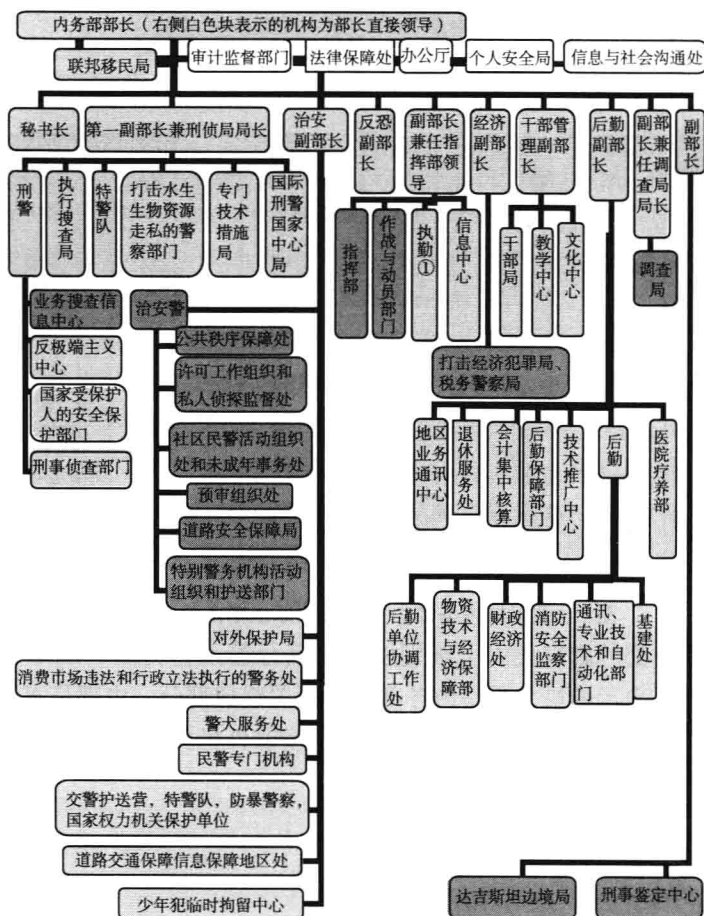 内务部部长（右侧白色块表示的机构为部长直接领导）
联邦移民局
审计监督部门
法律保障处
办公厅
个人安全局
信息与社会沟通处
秘书长
第一副部长兼刑侦局局长
治安
副部长
反恐
副部
长
副部长
兼任指
挥部领
导
经济
副部
长
干部管
理副部
长
后勤
副部
长
副部
长兼
任调
查局
局长
副
部
长
刑
警
执行
搜查
局
特
警
队
打击水生
生物资源
走私的警
察部门
专门
技术
措施
局
国际
刑警
国家
中心
局
指
挥
部
作战
与动
员部
门
执
勤
①
信
息
中
心
干
部
局
教
学
中
心
文
化
中
心
调查
局
业务搜查信
息中心
反极端主义
中心
国家受保护
人的安全保
护部门
刑事侦查部门
治安警
公共秩序保障处
许可工作组织和
私人侦探监督处
社区民警活动组织
处和未成年事务处
预审组织处
道路安全保障局
特别警务机构活动
组织和护送部门
打击经济犯罪局、
税务警察局
地区
业务
通讯
中心
退休
服务
处
会计
集中
核算
后勤
保障
部门
技术
推广
中心
后
勤
医院
疗养
部
后勤
单位
协调
工作
处
物资
技术
与经
济保
障部
财政
经济
处
消防
安全
监察
部门
通讯、
专业技
术和自
动化部
门
基
建
处
对外保护局
消费市场违法和行政立法执行的警务处
警犬服务处
民警专门机构
交警护送营，特警队，防暴警察，
国家权力机关保护单位
道路交通保障信息保障地区处
少年犯临时拘留中心
达吉斯坦边境局
刑事鉴定中心